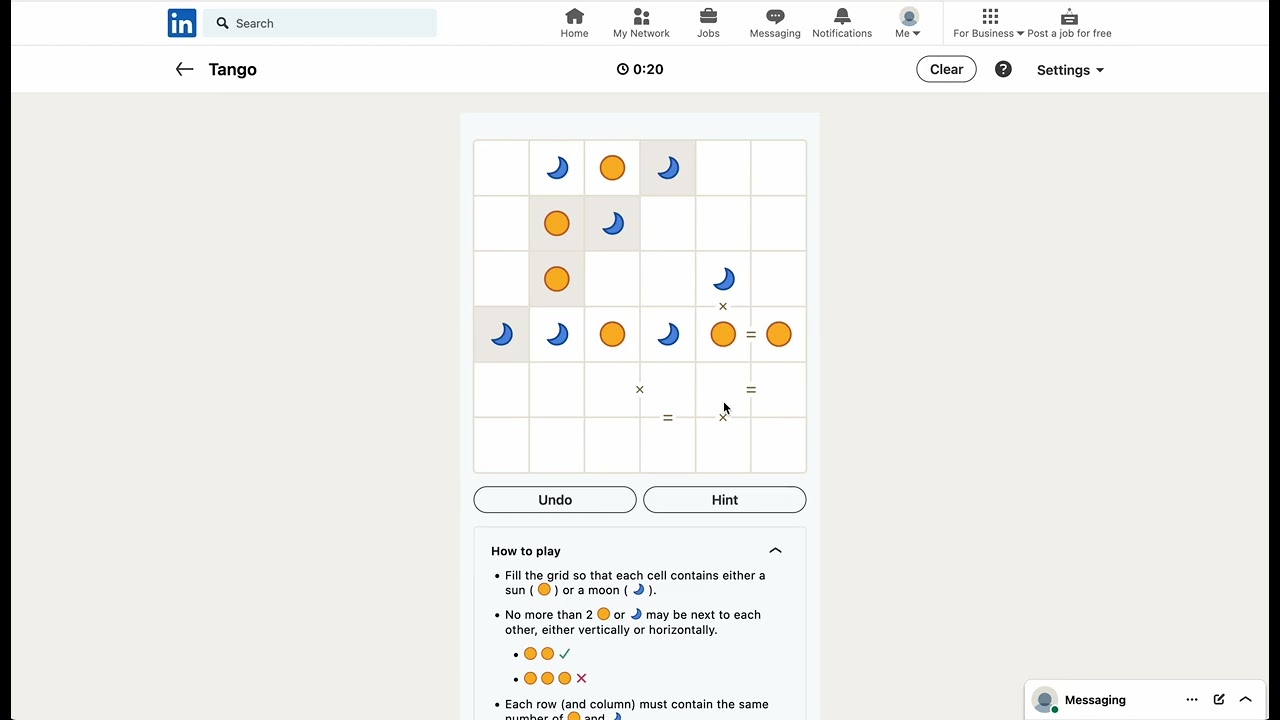 in
Search
Home
My Network
Jobs
Messaging
Notifications
Me
For Business
Post a job for free
Tango
0:20
Clear
?
Settings
×
=
×
=
=
×
Undo
Hint
How to play
Fill the grid so that each cell contains either a
sun ( ) or a moon ( ).
No more than 2 or may be next to each
other, either vertically or horizontally.
Each row (and column) must contain the same
number of and .
Messaging